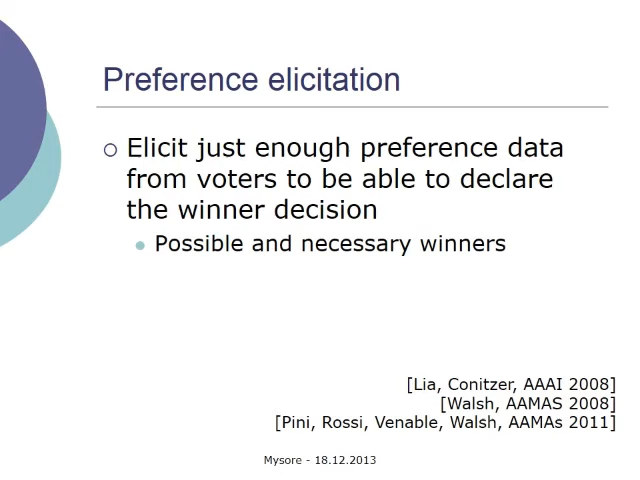 Preference elicitation
Elicit just enough preference data
from voters to be able to declare
the winner decision
Possible and necessary winners
[Lia, Conitzer, AAAI 2008]
[Walsh, AAMAS 2008]
[Pini, Rossi, Venable, Walsh, AAMAs 2011]
Mysore - 18.12.2013